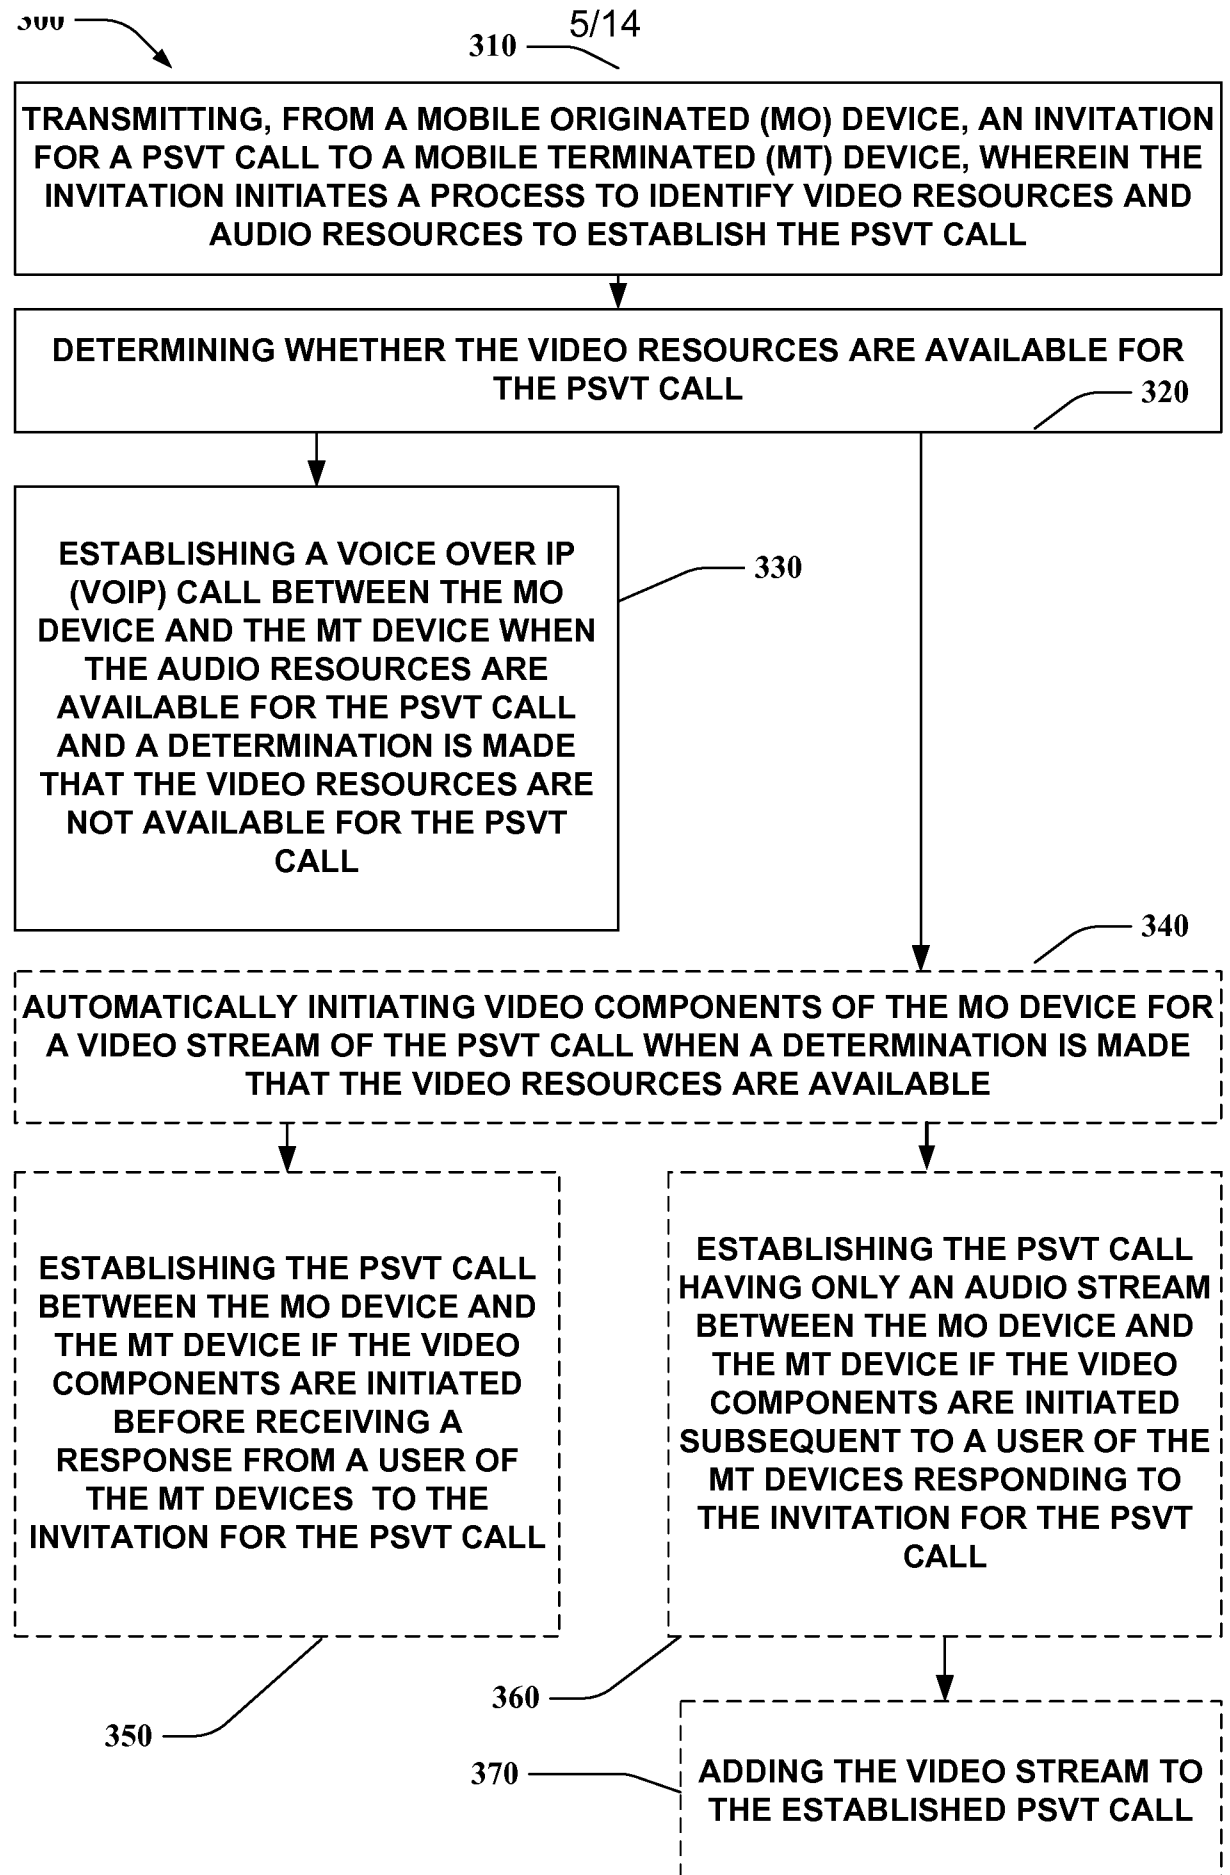 300
5/14
310
TRANSMITTING, FROM A MOBILE ORIGINATED (MO) DEVICE, AN INVITATION
FOR A PSVT CALL TO A MOBILE TERMINATED (MT) DEVICE, WHEREIN THE
INVITATION INITIATES A PROCESS TO IDENTIFY VIDEO RESOURCES AND
AUDIO RESOURCES TO ESTABLISH THE PSVT CALL
DETERMINING WHETHER THE VIDEO RESOURCES ARE AVAILABLE FOR
THE PSVT CALL
320
ESTABLISHING A VOICE OVER IP
(VOIP) CALL BETWEEN THE MO
DEVICE AND THE MT DEVICE WHEN
THE AUDIO RESOURCES ARE
AVAILABLE FOR THE PSVT CALL
AND A DETERMINATION IS MADE
THAT THE VIDEO RESOURCES ARE
NOT AVAILABLE FOR THE PSVT
CALL
330
340
AUTOMATICALLY INITIATING VIDEO COMPONENTS OF THE MO DEVICE FOR
A VIDEO STREAM OF THE PSVT CALL WHEN A DETERMINATION IS MADE
THAT THE VIDEO RESOURCES ARE AVAILABLE
ESTABLISHING THE PSVT CALL
BETWEEN THE MO DEVICE AND
THE MT DEVICE IF THE VIDEO
COMPONENTS ARE INITIATED
BEFORE RECEIVING A
RESPONSE FROM A USER OF
THE MT DEVICES TO THE
INVITATION FOR THE PSVT CALL
350
ESTABLISHING THE PSVT CALL
HAVING ONLY AN AUDIO STREAM
BETWEEN THE MO DEVICE AND
THE MT DEVICE IF THE VIDEO
COMPONENTS ARE INITIATED
SUBSEQUENT TO A USER OF THE
MT DEVICES RESPONDING TO
THE INVITATION FOR THE PSVT
CALL
360
370
ADDING THE VIDEO STREAM TO
THE ESTABLISHED PSVT CALL